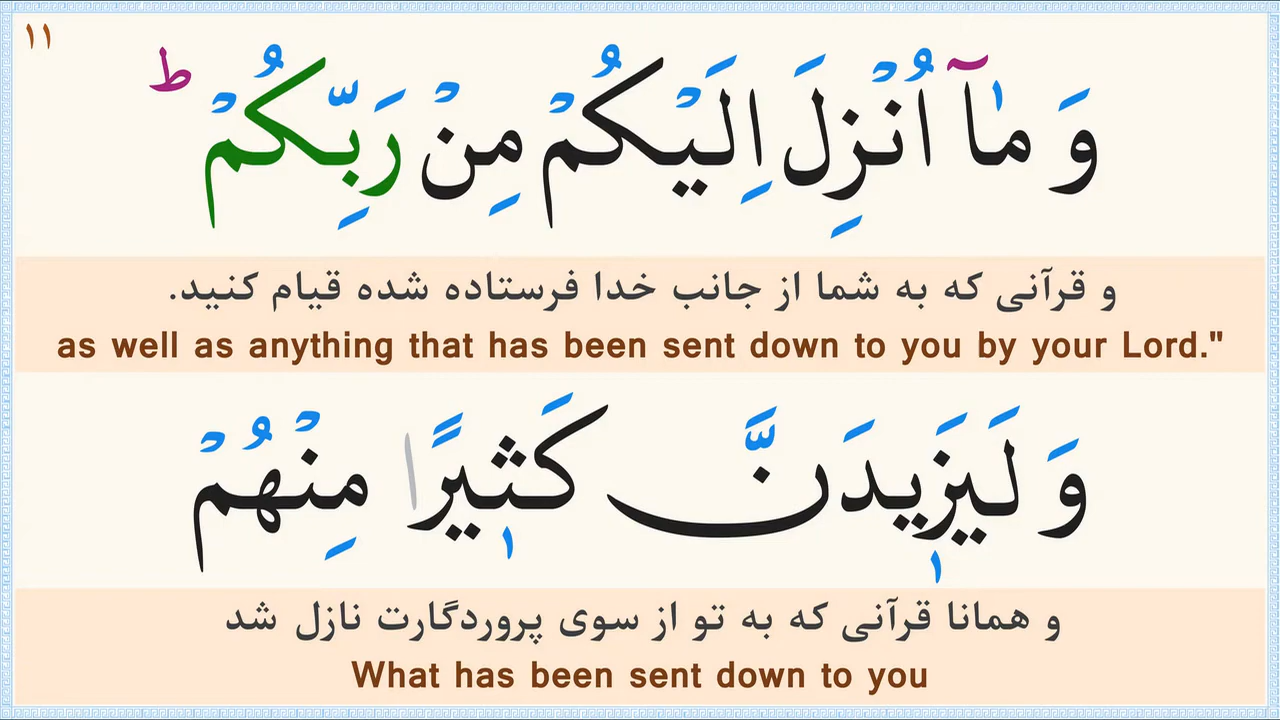 ١١
وَ مٰآ اُنْزِلَ اِلَيْكُمْ مِنْ رَبِّكُمْ ۭط
و قرآنی که به شما از جانب خدا فرستاده شده قیام کنید.
as well as anything that has been sent down to you by your Lord."
وَ لَيَزٖيدَنَّ كَثٖيرًا مِنْهُمْ
و همانا قرآنی که به تو از سوی پروردگارت نازل شد
What has been sent down to you